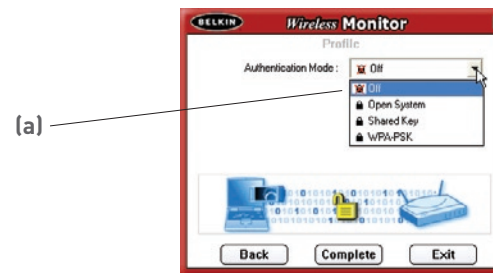 BELKIN Wireless Monitor
Profile
Authentication Mode : Off
Off
(a)
Open System
Shared Key
WPA-PSK
Back Complete Exit